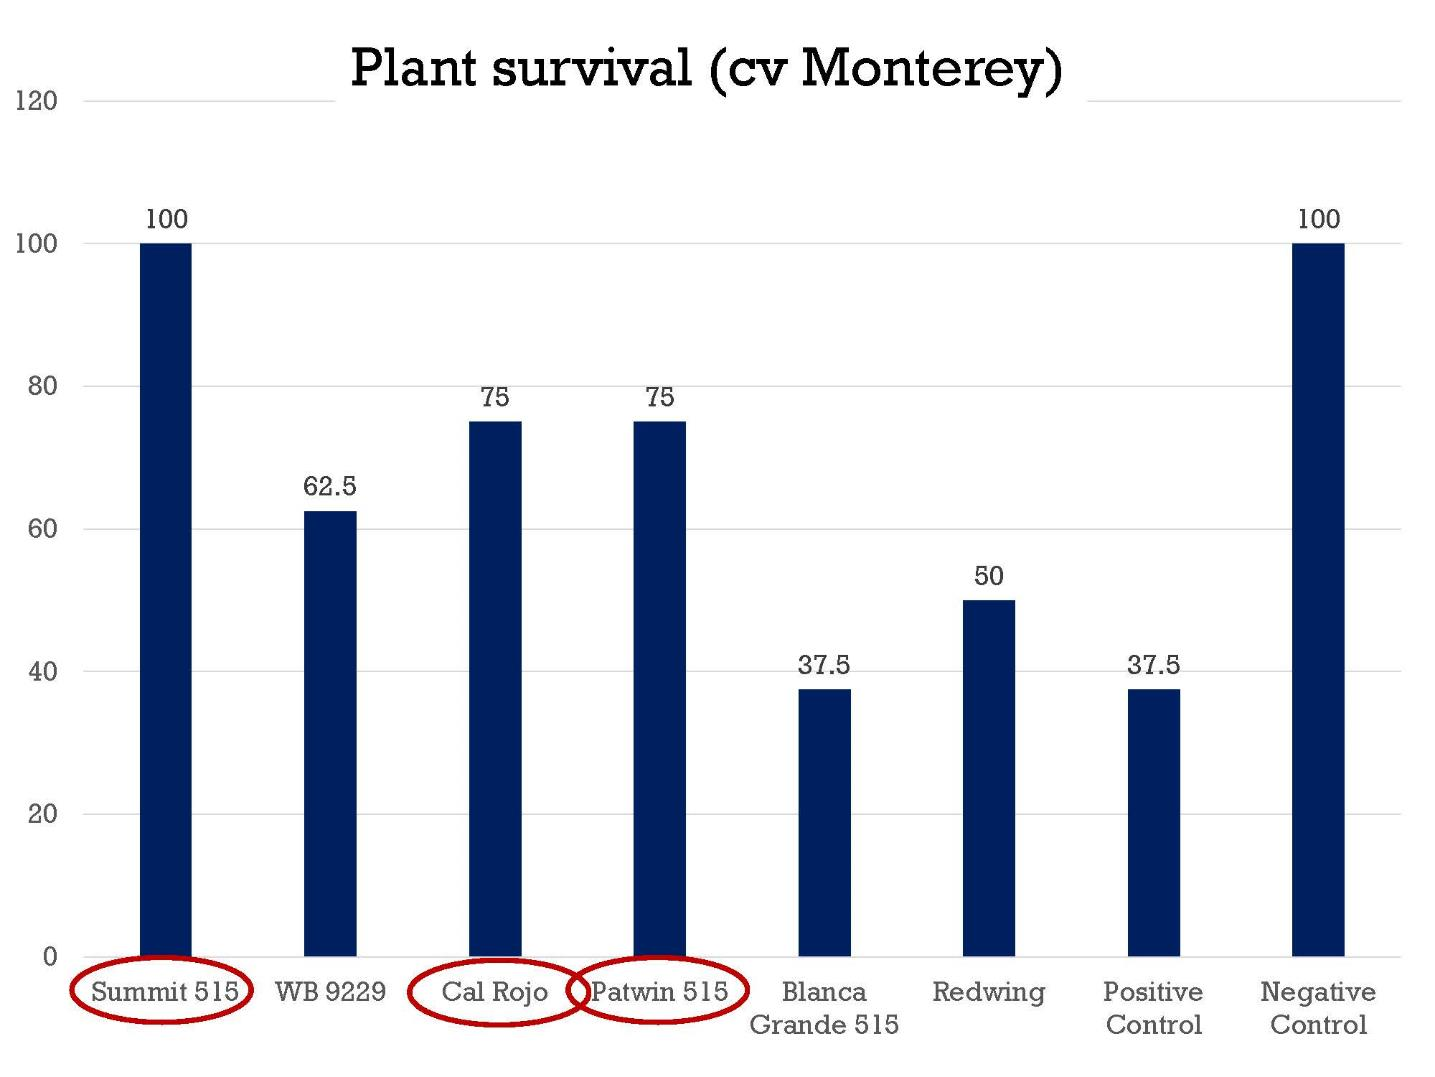 Plant survival (cv Monterey)
120
100
80
60
40
20
0
100
62.5
75
75
37.5
50
37.5
100
Summit 515
WB 9229
Cal Rojo
Patwin 515
Blanca
Grande 515
Redwing
Positive
Control
Negative
Control